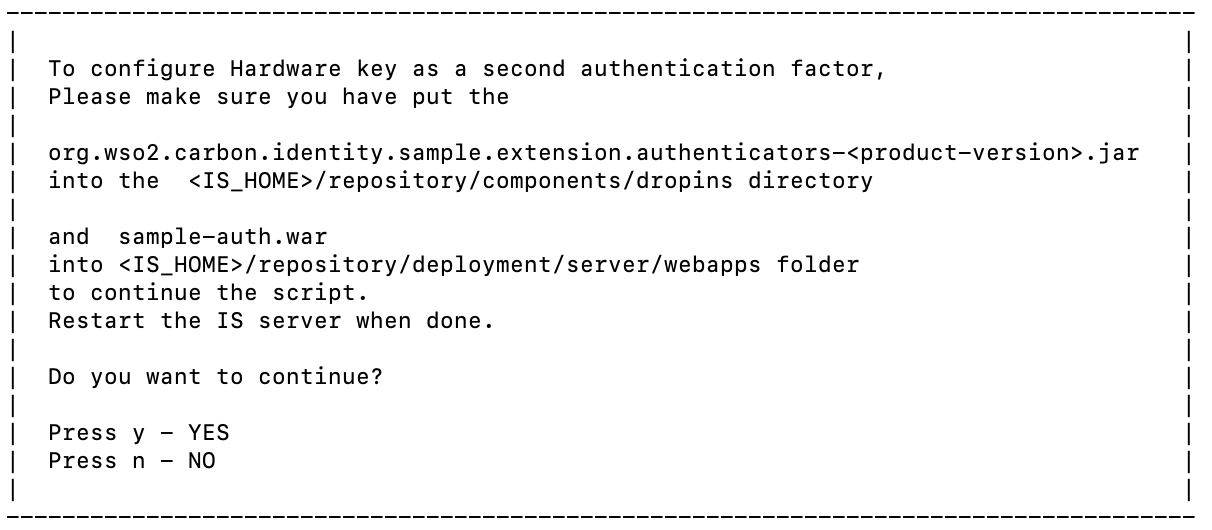 To configure Hardware key as a second authentication factor,
Please make sure you have put the
org.wso2.carbon.identity.sample.extension.authenticators-<product-version>.jar
into the  <IS_HOME>/repository/components/dropins directory
and  sample-auth.war
into <IS_HOME>/repository/deployment/server/webapps folder
to continue the script.
Restart the IS server when done.
Do you want to continue?
Press y - YES
Press n - NO